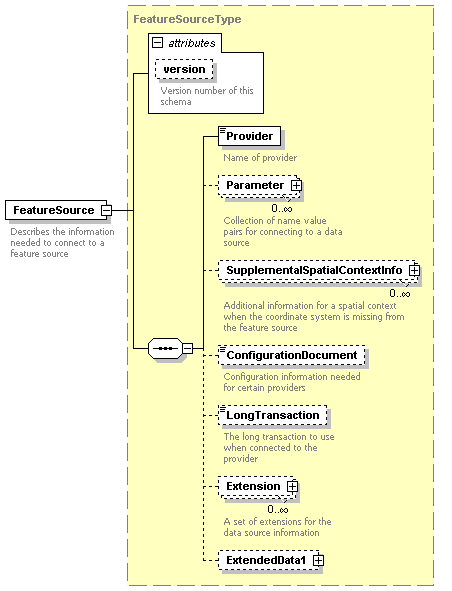 FeatureSourceType
attributes
version
Version number of this
schema
Provider
Name of provider
Parameter
0..∞
Collection of name value
pairs for connecting to a data
source
FeatureSource
Describes the information
needed to connect to a
feature source
SupplementalSpatialContextInfo
0..∞
Additional information for a spatial context
when the coordinate system is missing from
the feature source
ConfigurationDocument
Configuration information needed
for certain providers
LongTransaction
The long transaction to use
when connected to the
provider
Extension
0..∞
A set of extensions for the
data source information
ExtendedData1